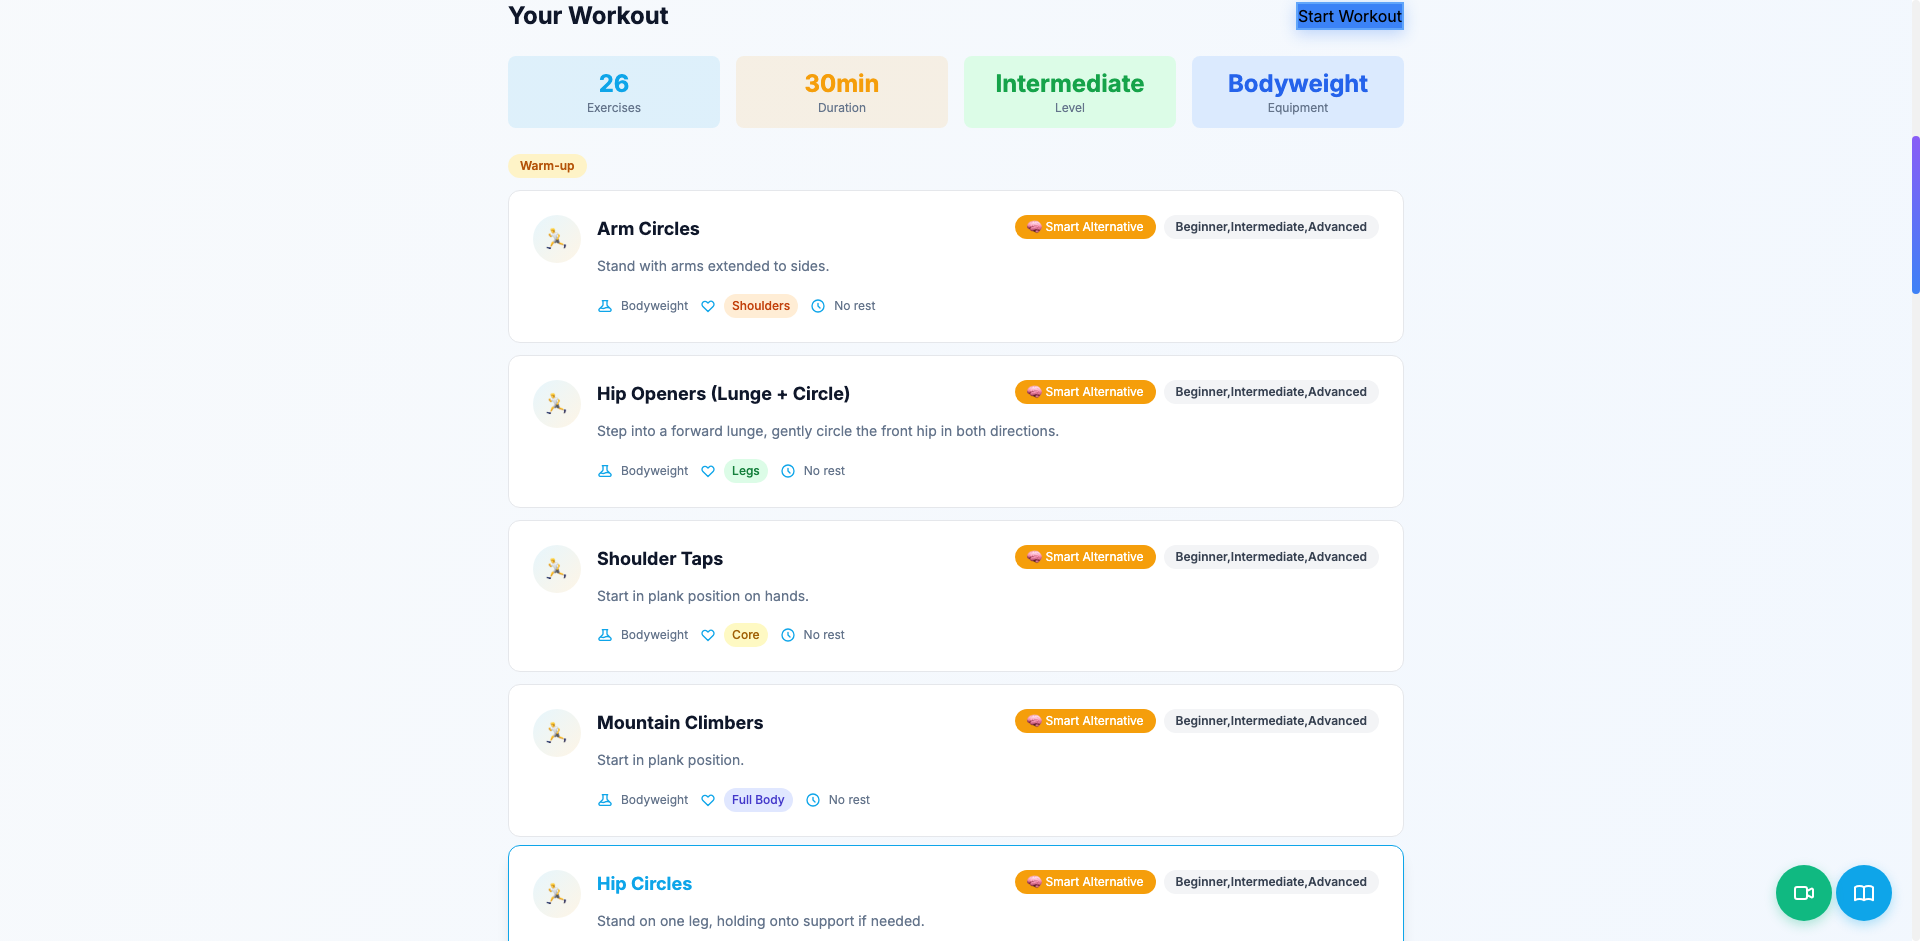 Your Workout
Start Workout
26
Exercises
30min
Duration
Intermediate
Level
Bodyweight
Equipment
Warm-up
Arm Circles
Smart Alternative
Beginner,Intermediate,Advanced
Stand with arms extended to sides.
Bodyweight Shoulders No rest
Hip Openers (Lunge + Circle)
Smart Alternative
Beginner,Intermediate,Advanced
Step into a forward lunge, gently circle the front hip in both directions.
Bodyweight Legs No rest
Shoulder Taps
Smart Alternative
Beginner,Intermediate,Advanced
Start in plank position on hands.
Bodyweight Core No rest
Mountain Climbers
Smart Alternative
Beginner,Intermediate,Advanced
Start in plank position.
Bodyweight Full Body No rest
Hip Circles
Smart Alternative
Beginner,Intermediate,Advanced
Stand on one leg, holding onto support if needed.